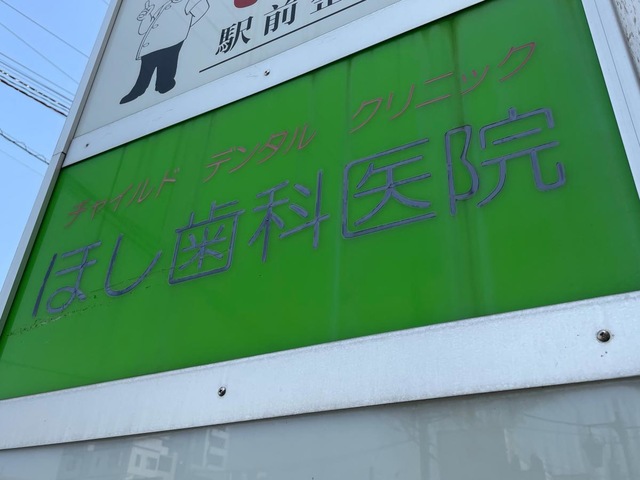 駅前
チャイルド デンタル クリニック
ほし歯科医院